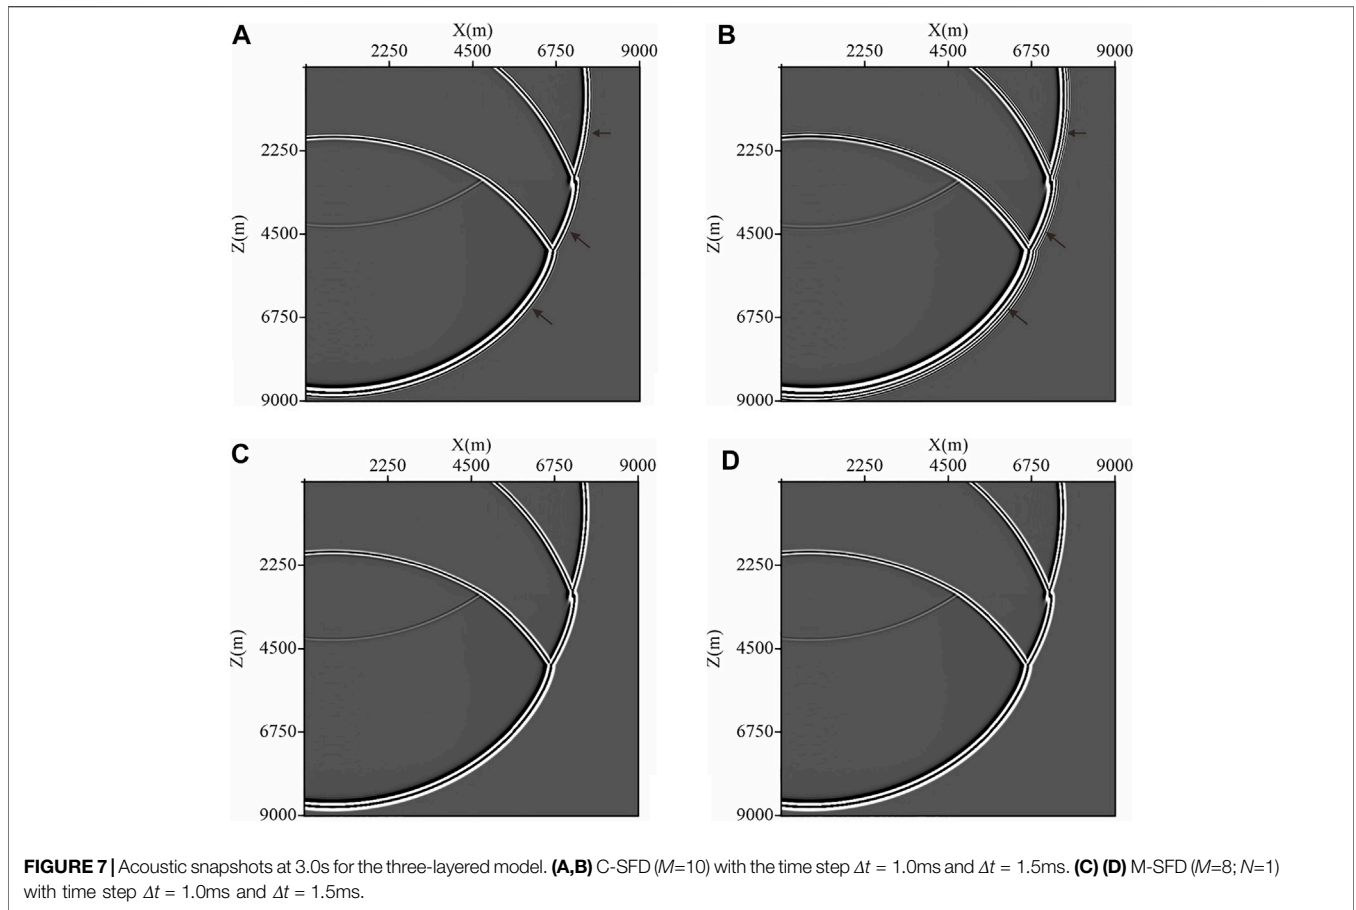 A
X(m)
2250 4500 6750 9000
2250
4500
6750
9000
Z(m)
B
X(m)
2250 4500 6750 9000
2250
4500
6750
9000
Z(m)
C
X(m)
2250 4500 6750 9000
2250
4500
6750
9000
Z(m)
D
X(m)
2250 4500 6750 9000
2250
4500
6750
9000
Z(m)
FIGURE 7 | Acoustic snapshots at 3.0s for the three-layered model. (A,B) C-SFD (M=10) with the time step Δt = 1.0ms and Δt = 1.5ms. (C) (D) M-SFD (M=8; N=1)
with time step Δt = 1.0ms and Δt = 1.5ms.